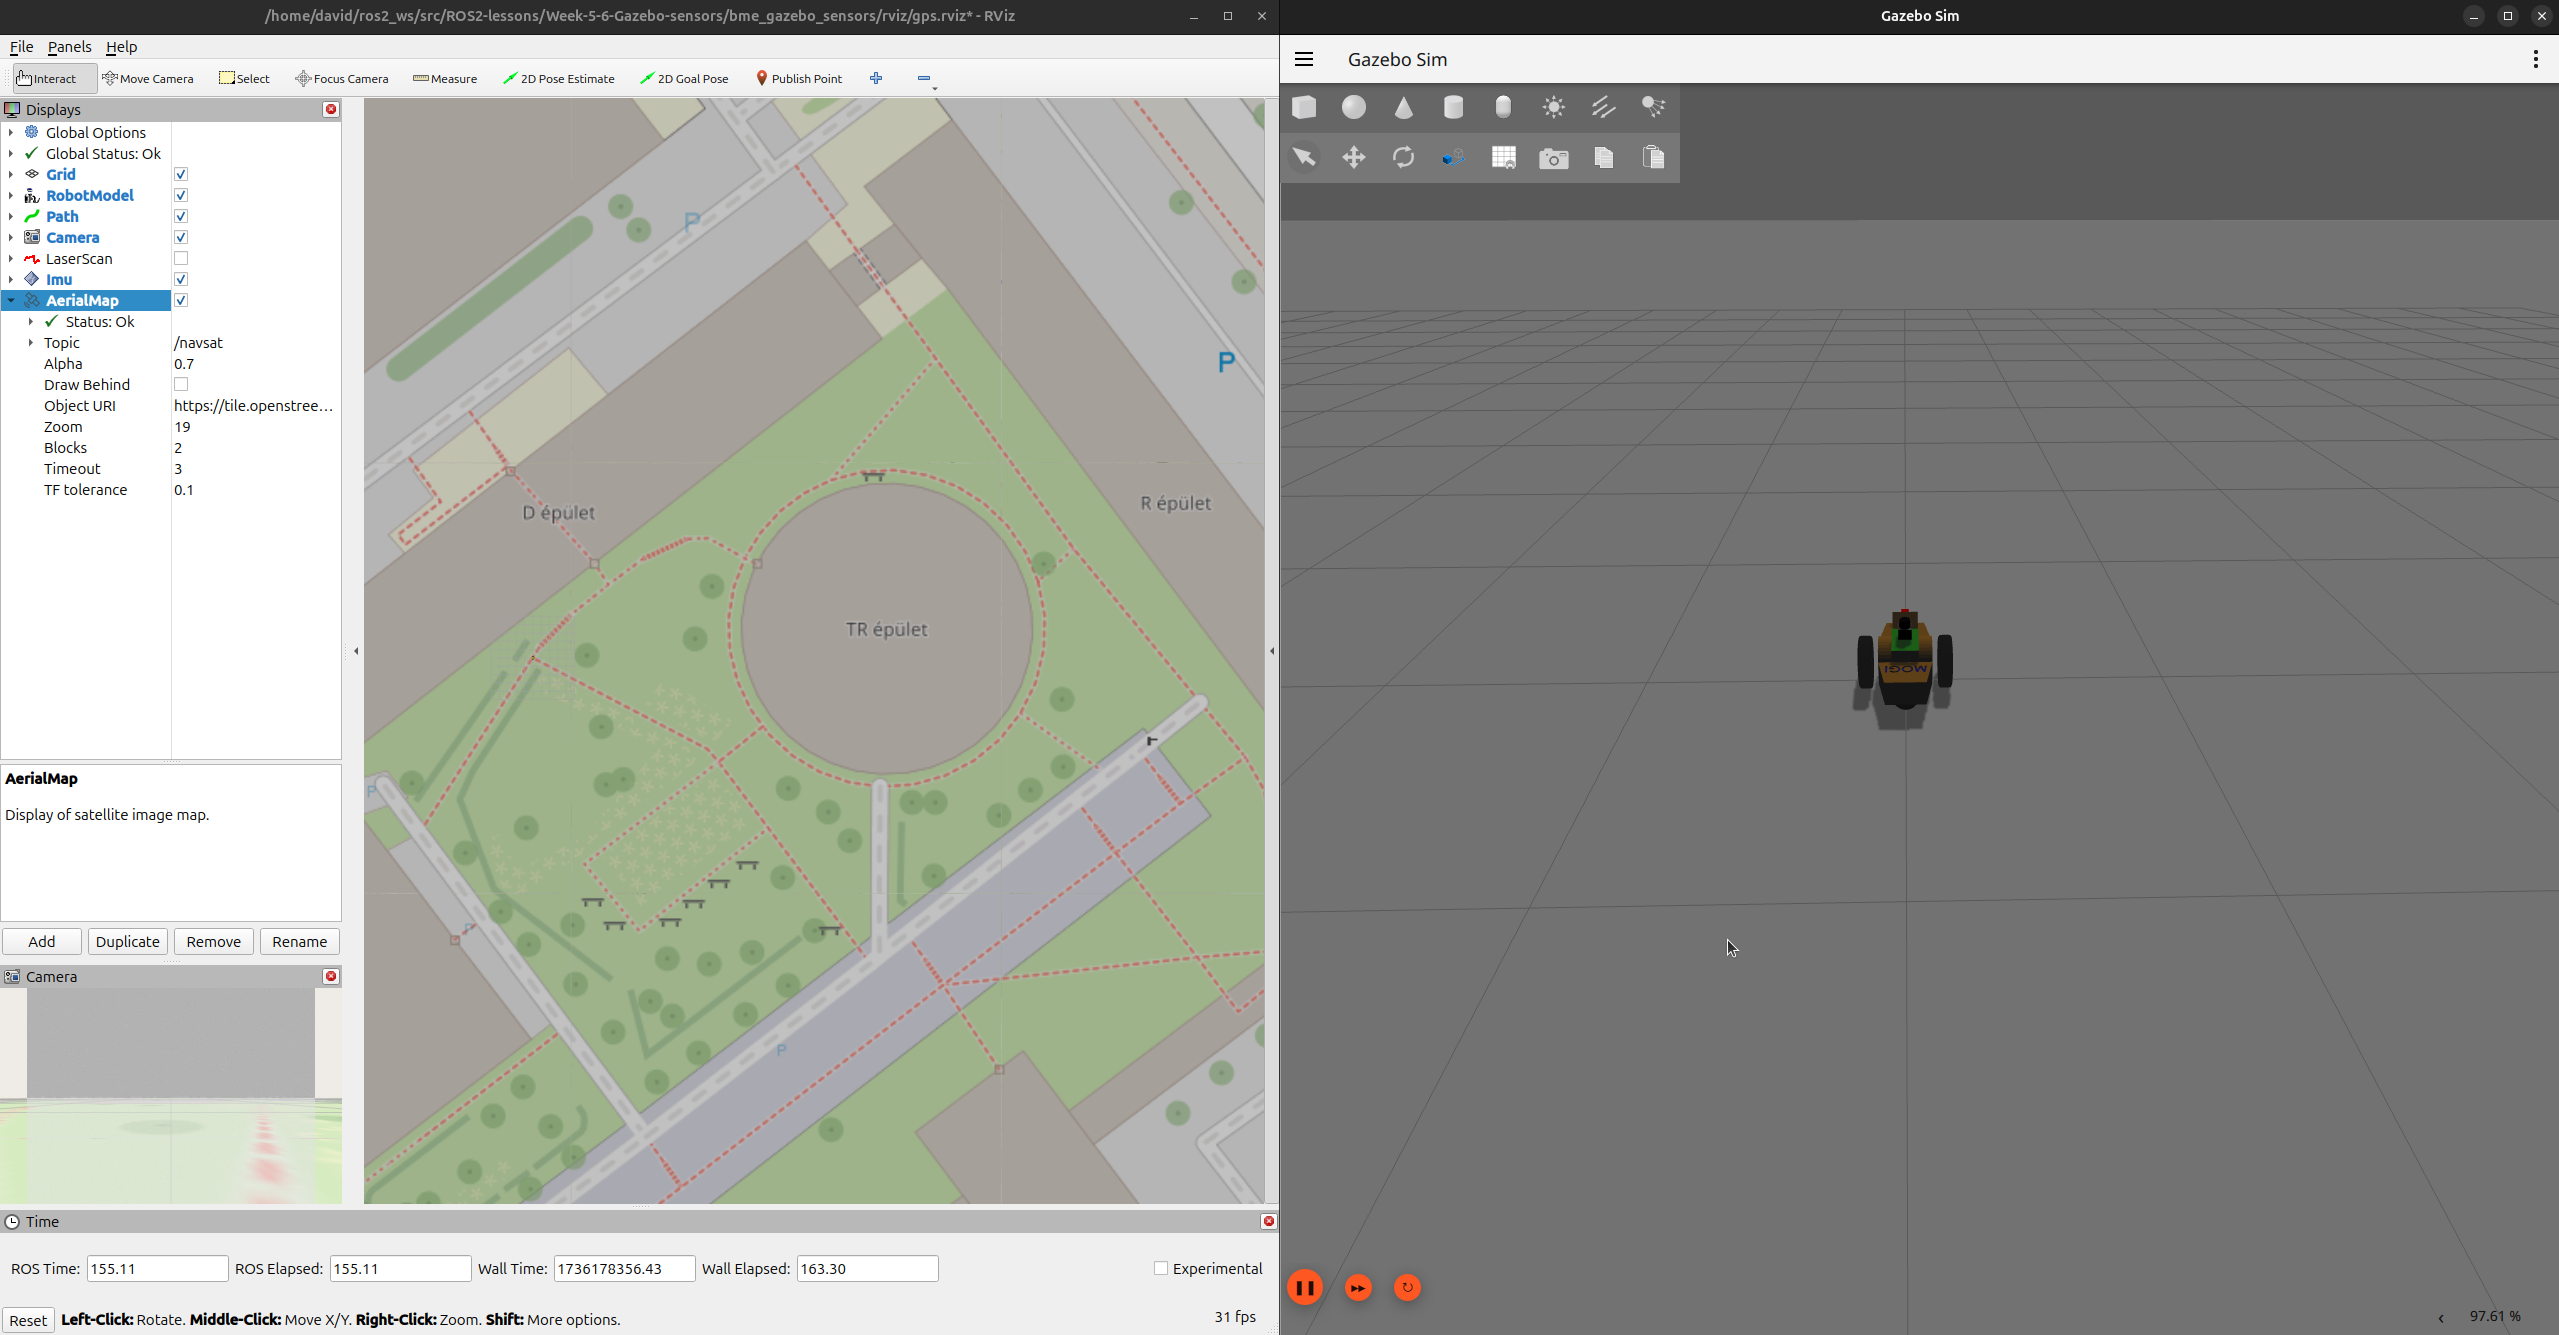 /home/david/ros2_ws/src/ROS2-lessons/Week-5-6-Gazebo-sensors/bme_gazebo_sensors/rviz/gps.rviz* - RViz
File Panels Help
Interact Move Camera Select Focus Camera Measure 2D Pose Estimate 2D Goal Pose Publish Point
Displays
Global Options
Global Status: Ok
Grid
RobotModel
Path
Camera
LaserScan
Imu
AerialMap
Status: Ok
Topic /navsat
Alpha 0.7
Draw Behind
Object URI https://tile.openstree...
Zoom 19
Blocks 2
Timeout 3
TF tolerance 0.1
AerialMap
Display of satellite image map.
Add Duplicate Remove Rename
Camera
P
P
D épület
R épület
TR épület
P
P
P
Time
ROS Time: 155.11 ROS Elapsed: 155.11 Wall Time: 1736178356.43 Wall Elapsed: 163.30 Experimental
Reset Left-Click: Rotate. Middle-Click: Move X/Y. Right-Click: Zoom. Shift: More options. 31 fps
Gazebo Sim
Gazebo Sim
MOGI
97.61 %